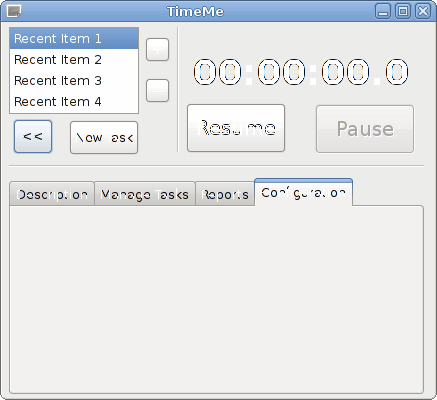 TimeMe
Recent Item 1
Recent Item 2
Recent Item 3
Recent Item 4
00:00:00.0
<<
New Task
Resume
Pause
Description
Manage Tasks
Reports
Configuration